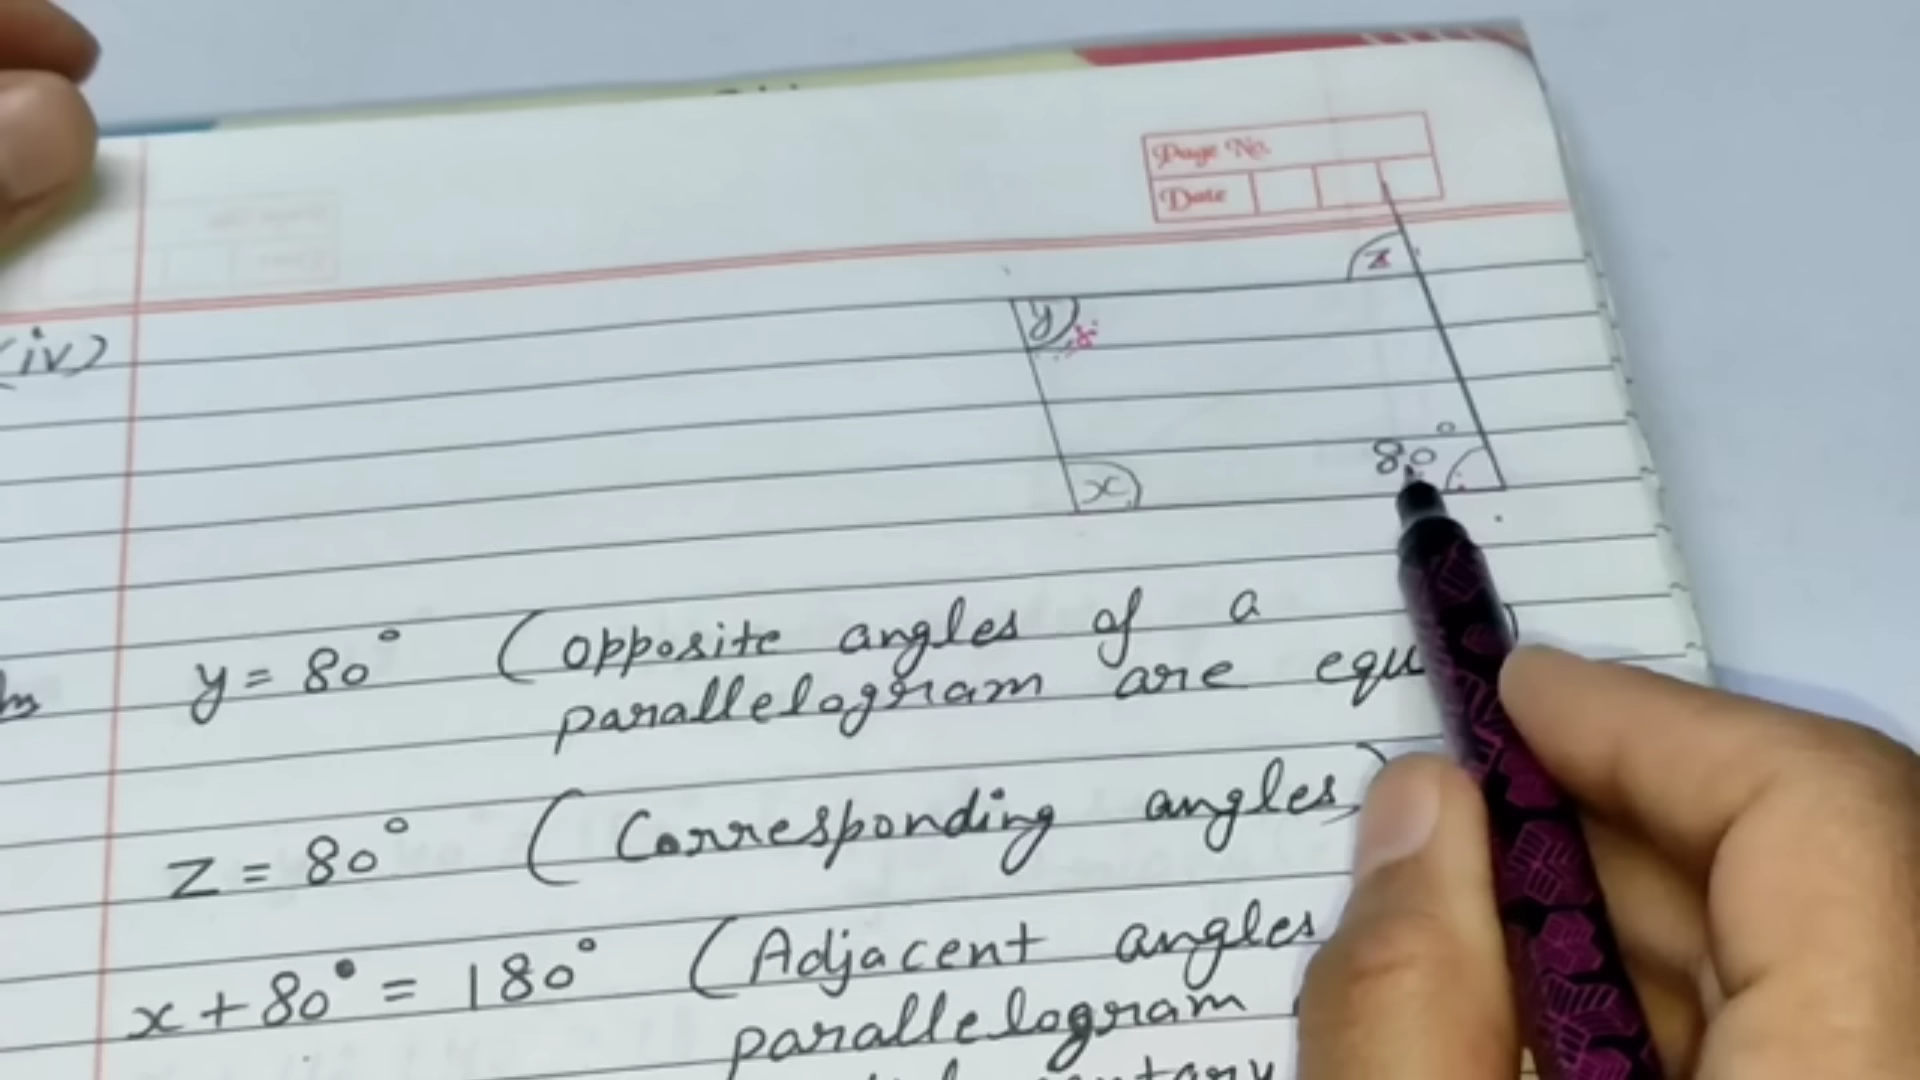 Page No.
Date
(iv)
z
y
80°
x
y = 80° (opposite angles of a
parallelogram are
z = 80° (Corresponding angles)
x + 80° = 180° (Adjacent angles
parallelogram